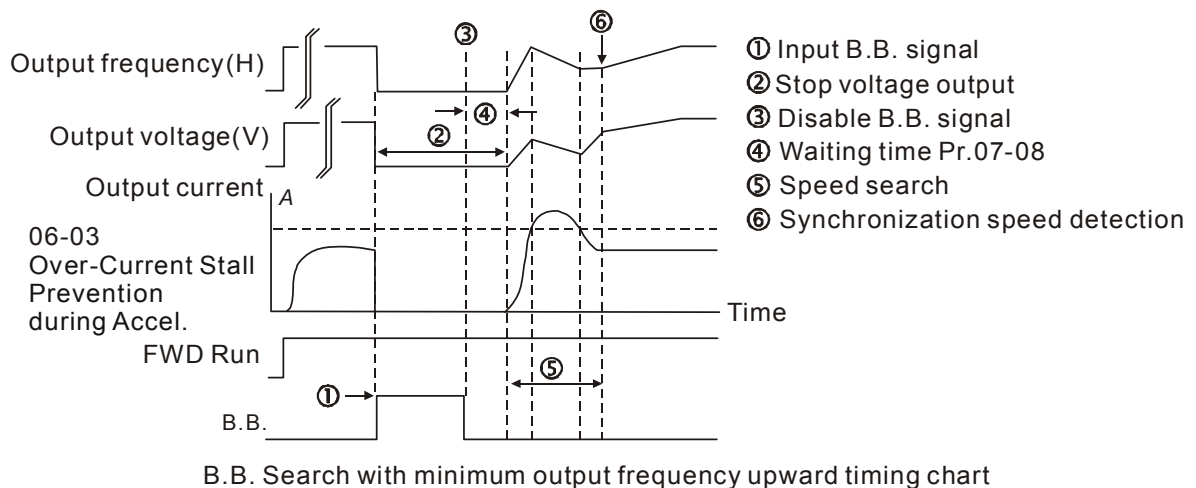 Output frequency(H)
Output voltage(V)
Output current
A
06-03
Over-Current Stall
Prevention
during Accel.
FWD Run
B.B.
Time
③
⑥
④
②
⑤
①
① Input B.B. signal
② Stop voltage output
③ Disable B.B. signal
④ Waiting time Pr.07-08
⑤ Speed search
⑥ Synchronization speed detection
B.B. Search with minimum output frequency upward timing chart